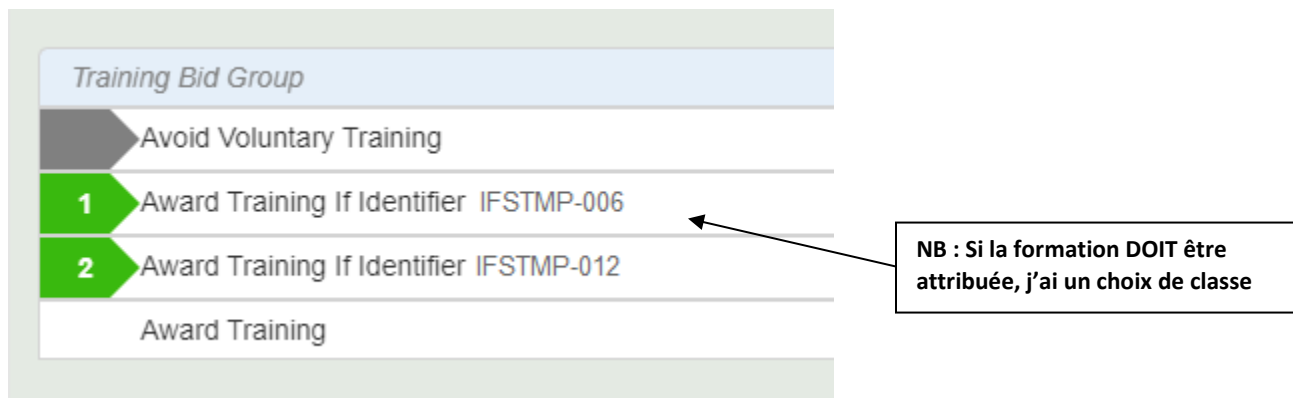 Training Bid Group
Avoid Voluntary Training
1 Award Training If Identifier IFSTMP-006
2 Award Training If Identifier IFSTMP-012
Award Training
NB : Si la formation DOIT être
attribuée, j’ai un choix de classe